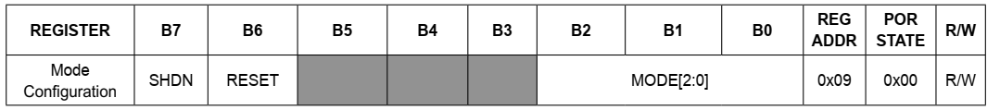 REGISTER B7 B6 B5 B4 B3 B2 B1 B0 REG ADDR POR STATE R/W
Mode Configuration SHDN RESET MODE[2:0] 0x09 0x00 R/W